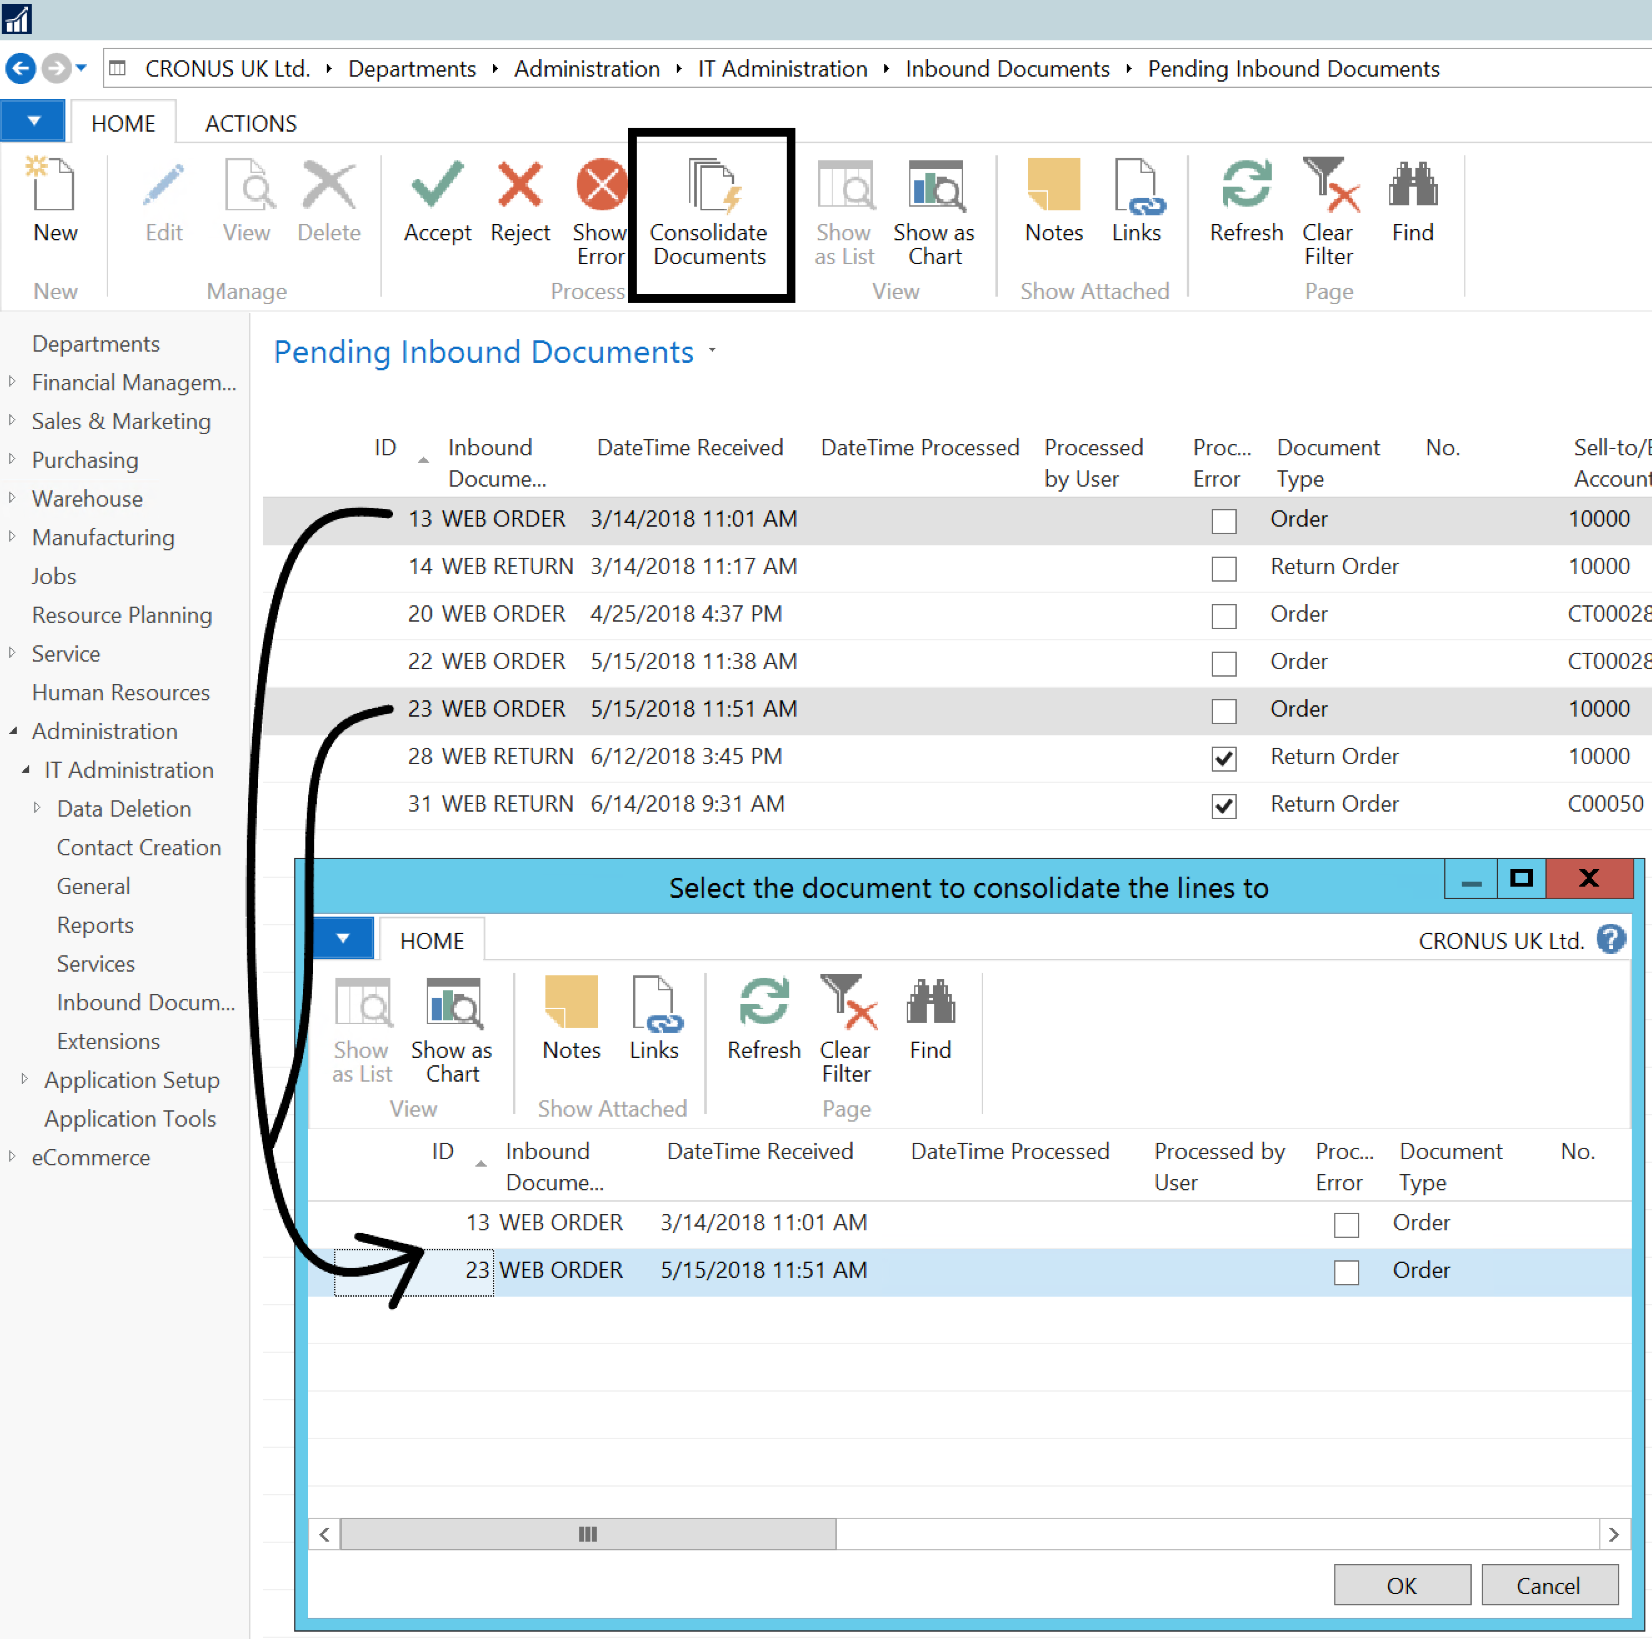 CRONUS UK Ltd. Departments Administration IT Administration Inbound Documents Pending Inbound Documents
HOME ACTIONS
New Edit View Delete Accept Reject Show Error Consolidate Documents Show as List Show as Chart Notes Links Refresh Clear Filter Find
New Manage Process View Show Attached Page
Departments
Financial Managem...
Sales & Marketing
Purchasing
Warehouse
Manufacturing
Jobs
Resource Planning
Service
Human Resources
Administration
IT Administration
Data Deletion
Contact Creation
General
Reports
Services
Inbound Docum...
Extensions
Application Setup
Application Tools
eCommerce
Pending Inbound Documents
ID Inbound Docume... DateTime Received DateTime Processed Processed by User Proc... Error Document Type No. Sell-to/ Account
13 WEB ORDER 3/14/2018 11:01 AM Order 10000
14 WEB RETURN 3/14/2018 11:17 AM Return Order 10000
20 WEB ORDER 4/25/2018 4:37 PM Order CT00028
22 WEB ORDER 5/15/2018 11:38 AM Order CT00028
23 WEB ORDER 5/15/2018 11:51 AM Order 10000
28 WEB RETURN 6/12/2018 3:45 PM Return Order 10000
31 WEB RETURN 6/14/2018 9:31 AM Return Order C00050
Select the document to consolidate the lines to
HOME CRONUS UK Ltd.
Show as List Show as Chart Notes Links Refresh Clear Filter Find
View Show Attached Page
ID Inbound Docume... DateTime Received DateTime Processed Processed by User Proc... Error Document Type No.
13 WEB ORDER 3/14/2018 11:01 AM Order
23 WEB ORDER 5/15/2018 11:51 AM Order
OK Cancel